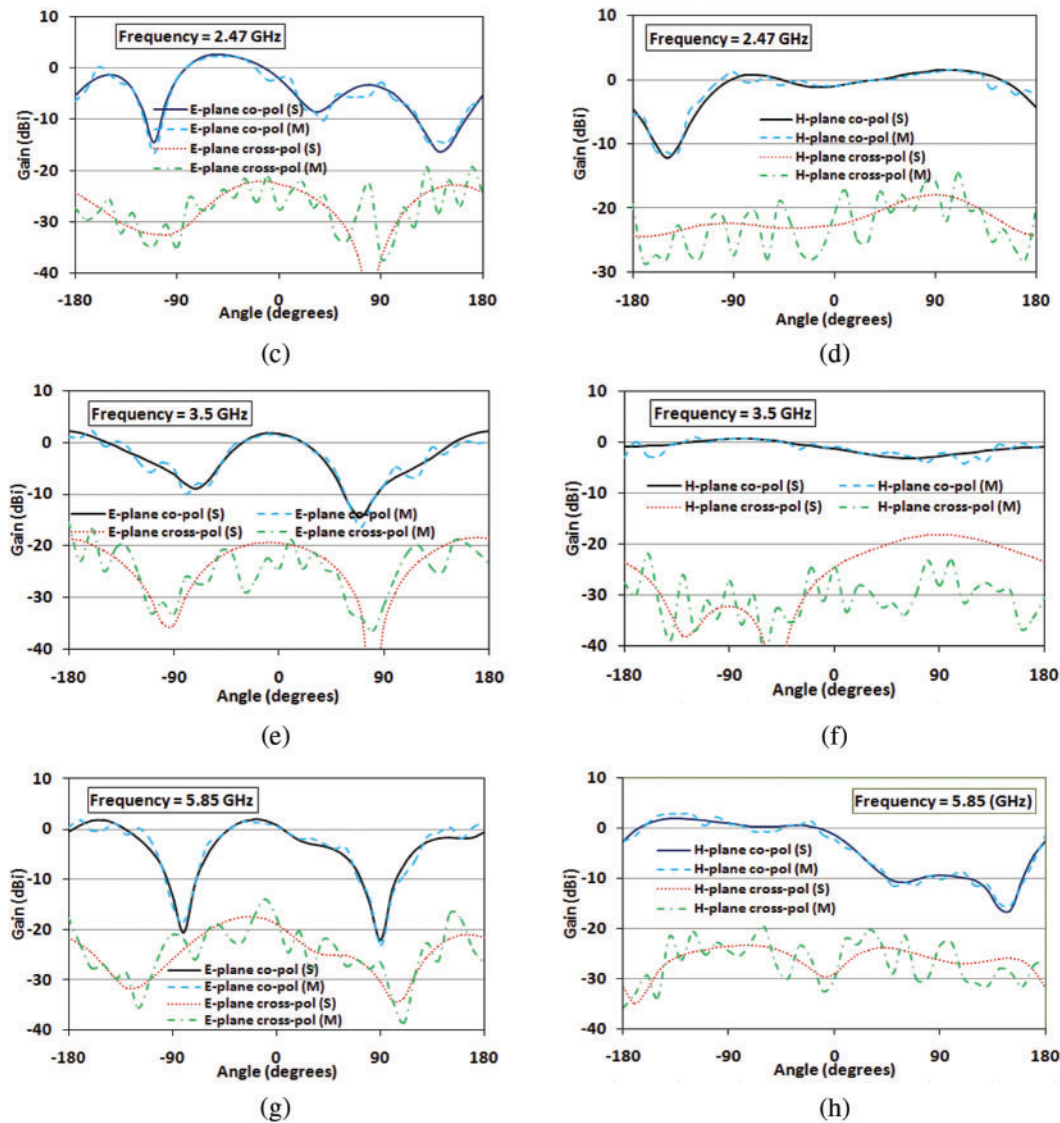 10
0
-10
-20
-30
-40
Gain (dBi)
Frequency = 2.47 GHz
E-plane co-pol (S)
E-plane co-pol (M)
E-plane cross-pol (S)
E-plane cross-pol (M)
-180 -90 0 90 180
Angle (degrees)
(c)
10
0
-10
-20
-30
Gain (dBi)
Frequency = 2.47 GHz
H-plane co-pol (S)
H-plane co-pol (M)
H-plane cross-pol (S)
H-plane cross-pol (M)
-180 -90 0 90 180
Angle (degrees)
(d)
10
0
-10
-20
-30
-40
Gain (dBi)
Frequency = 3.5 GHz
E-plane co-pol (S) E-plane co-pol (M)
E-plane cross-pol (S) E-plane cross-pol (M)
-180 -90 0 90 180
Angle (degrees)
(e)
10
0
-10
-20
-30
-40
Gain (dBi)
Frequency = 3.5 GHz
H-plane co-pol (S) H-plane co-pol (M)
H-plane cross-pol (S) H-plane cross-pol (M)
-180 -90 0 90 180
Angle (degrees)
(f)
10
0
-10
-20
-30
-40
Gain (dBi)
Frequency = 5.85 GHz
E-plane co-pol (S)
E-plane co-pol (M)
E-plane cross-pol (S)
E-plane cross-pol (M)
-180 -90 0 90 180
Angle (degrees)
(g)
10
0
-10
-20
-30
-40
Gain (dBi)
Frequency = 5.85 (GHz)
H-plane co-pol (S)
H-plane co-pol (M)
H-plane cross-pol (S)
H-plane cross-pol (M)
-180 -90 0 90 180
Angle (degrees)
(h)